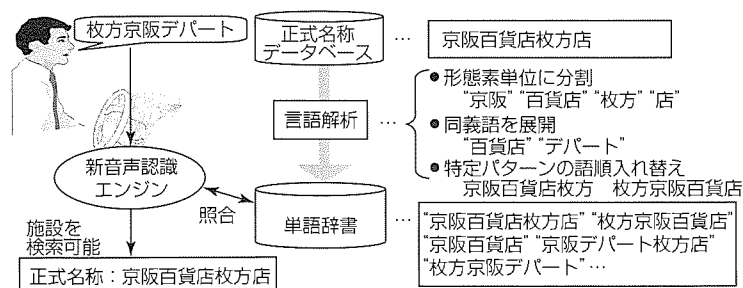 枚方京阪デパート
新音声認識
エンジン
照合
施設を
検索可能
正式名称：京阪百貨店枚方店
正式名称
データベース
言語解析
単語辞書
… 京阪百貨店枚方店
…
●形態素単位に分割
“京阪” “百貨店” “枚方” “店”
●同義語を展開
“百貨店” “デパート”
●特定パターンの語順入れ替え
京阪百貨店枚方　枚方京阪百貨店
…
“京阪百貨店枚方店” “枚方京阪百貨店”
“京阪百貨店” “京阪デパート枚方店”
“枚方京阪デパート”…